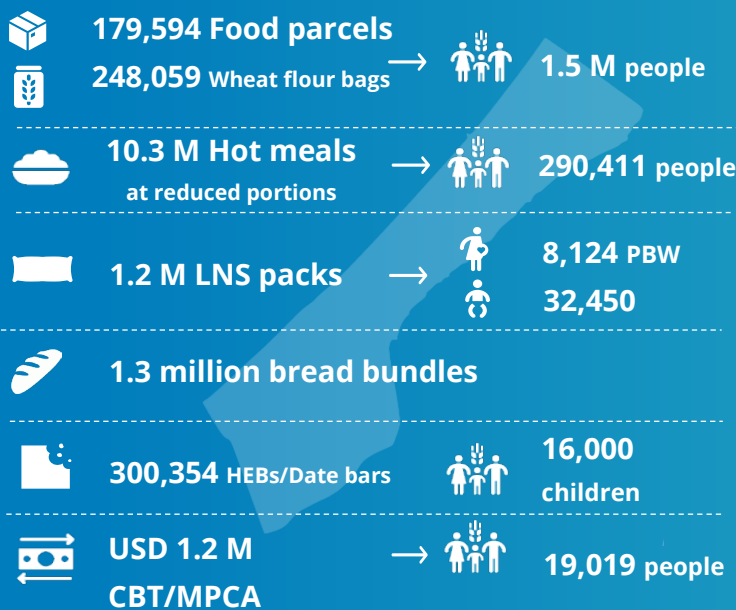 179,594 Food parcels
248,059 Wheat flour bags
1.5 M people
10.3 M Hot meals
at reduced portions
290,411 people
1.2 M LNS packs
8,124 PBW
32,450
1.3 million bread bundles
300,354 HEBs/Date bars
16,000
children
USD 1.2 M
CBT/MPCA
19,019 people